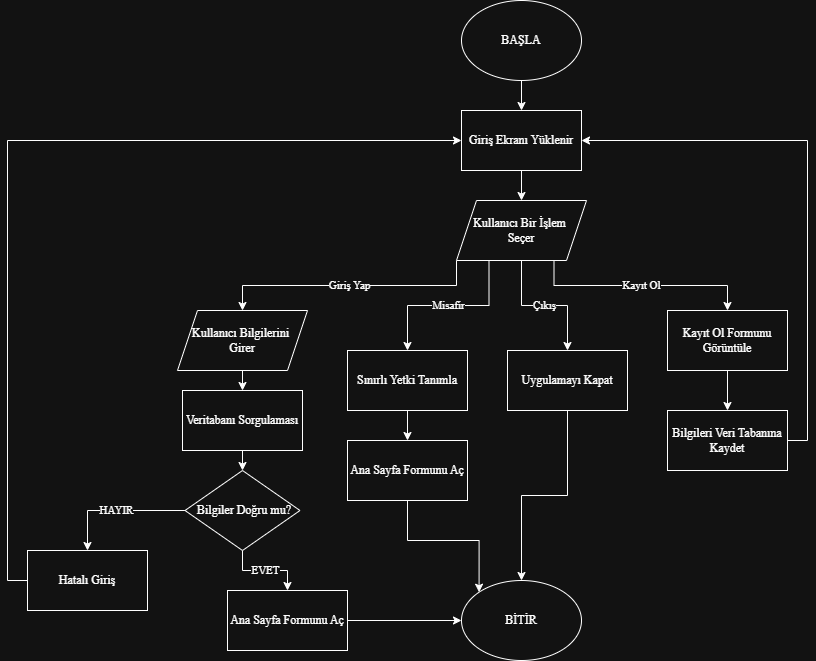 BAŞLA
Giriş Ekranı Yüklenir
Kullanıcı Bir İşlem
Seçer
Giriş Yap
Misafir
Çıkış
Kayıt Ol
Kullanıcı Bilgilerini
Girer
Sınırlı Yetki Tanımla
Uygulamayı Kapat
Kayıt Ol Formunu
Görüntüle
Veritabanı Sorgulaması
Ana Sayfa Formunu Aç
Bilgileri Veri Tabanına
Kaydet
Bilgiler Doğru mu?
HAYIR
EVET
Hatalı Giriş
Ana Sayfa Formunu Aç
BİTİR